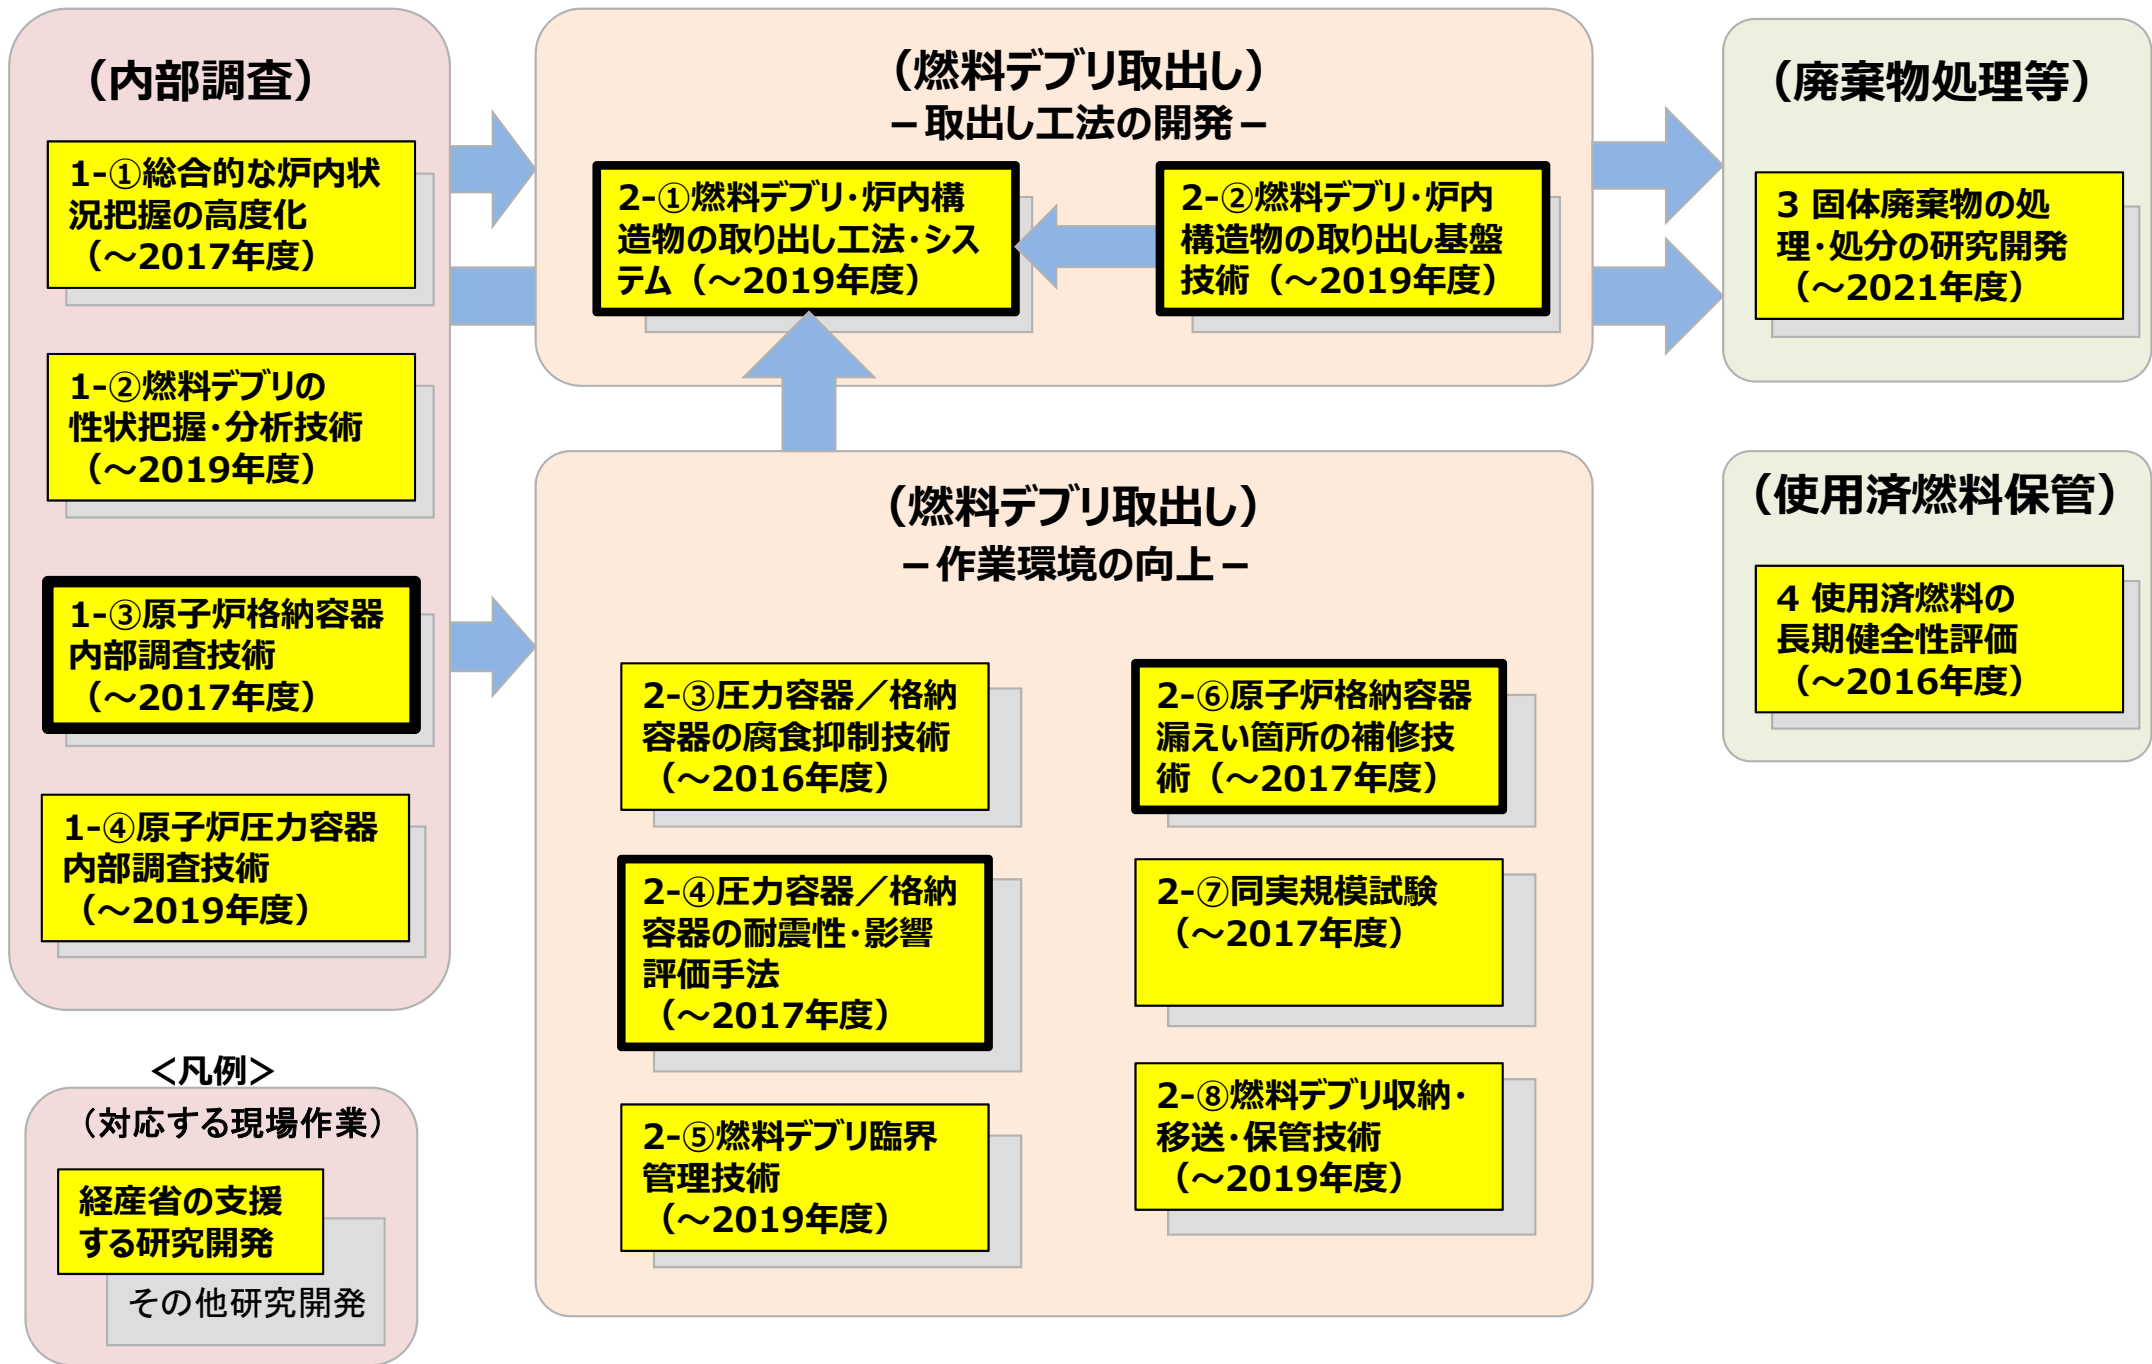 （内部調査）
1-①総合的な炉内状
況把握の高度化
（～2017年度）
1-②燃料デブリの
性状把握・分析技術
（～2019年度）
1-③原子炉格納容器
内部調査技術
（～2017年度）
1-④原子炉圧力容器
内部調査技術
（～2019年度）
＜凡例＞
（対応する現場作業）
経産省の支援
する研究開発
その他研究開発
（燃料デブリ取出し）
－取出し工法の開発－
2-①燃料デブリ・炉内構
造物の取り出し工法・シス
テム（～2019年度）
2-②燃料デブリ・炉内
構造物の取り出し基盤
技術（～2019年度）
（燃料デブリ取出し）
－作業環境の向上－
2-③圧力容器／格納
容器の腐食抑制技術
（～2016年度）
2-④圧力容器／格納
容器の耐震性・影響
評価手法
（～2017年度）
2-⑤燃料デブリ臨界
管理技術
（～2019年度）
2-⑥原子炉格納容器
漏えい箇所の補修技
術（～2017年度）
2-⑦同実規模試験
（～2017年度）
2-⑧燃料デブリ収納・
移送・保管技術
（～2019年度）
（廃棄物処理等）
3 固体廃棄物の処
理・処分の研究開発
（～2021年度）
（使用済燃料保管）
4 使用済燃料の
長期健全性評価
（～2016年度）